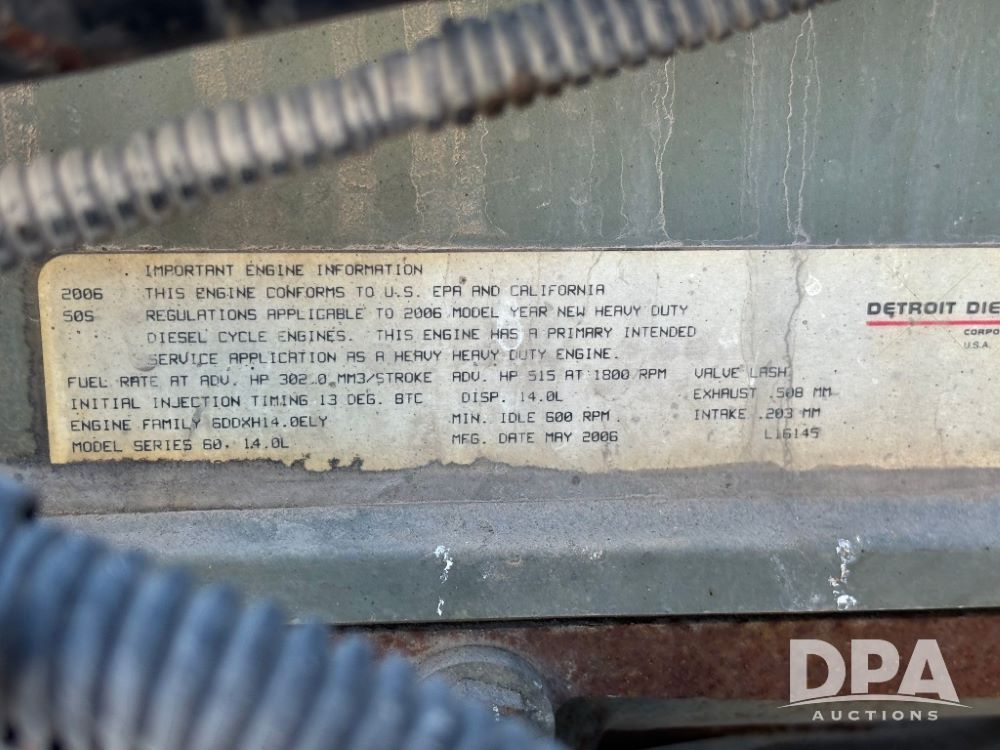 IMPORTANT ENGINE INFORMATION
2006 THIS ENGINE CONFORMS TO U.S. EPA AND CALIFORNIA
50S REGULATIONS APPLICABLE TO 2006 MODEL YEAR NEW HEAVY DUTY
DIESEL CYCLE ENGINES. THIS ENGINE HAS A PRIMARY INTENDED
SERVICE APPLICATION AS A HEAVY HEAVY DUTY ENGINE.
FUEL RATE AT ADV. HP 302.0 MM3/STROKE ADV. HP 515 AT 1800 RPM VALVE LASH
INITIAL INJECTION TIMING 13 DEG. BTC DISP. 14.0L EXHAUST .508 MM
ENGINE FAMILY 6DDXH14.0ELY MIN. IDLE 600 RPM INTAKE .203 MM
MODEL SERIES 60, 14.0L MFG. DATE MAY 2006 L16145
DETROIT DIE
CORPO
U.S.A.
DPA
AUCTIONS